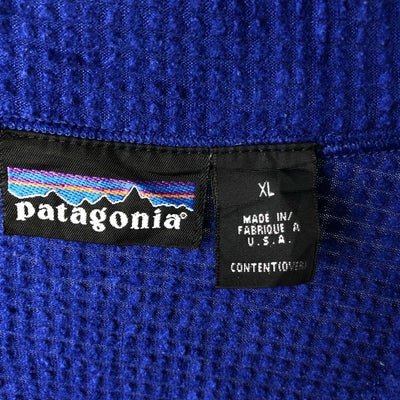 patagonia®
XL
MADE IN/
FABRIQUE A
U.S.A.
CONTENT(OVER)